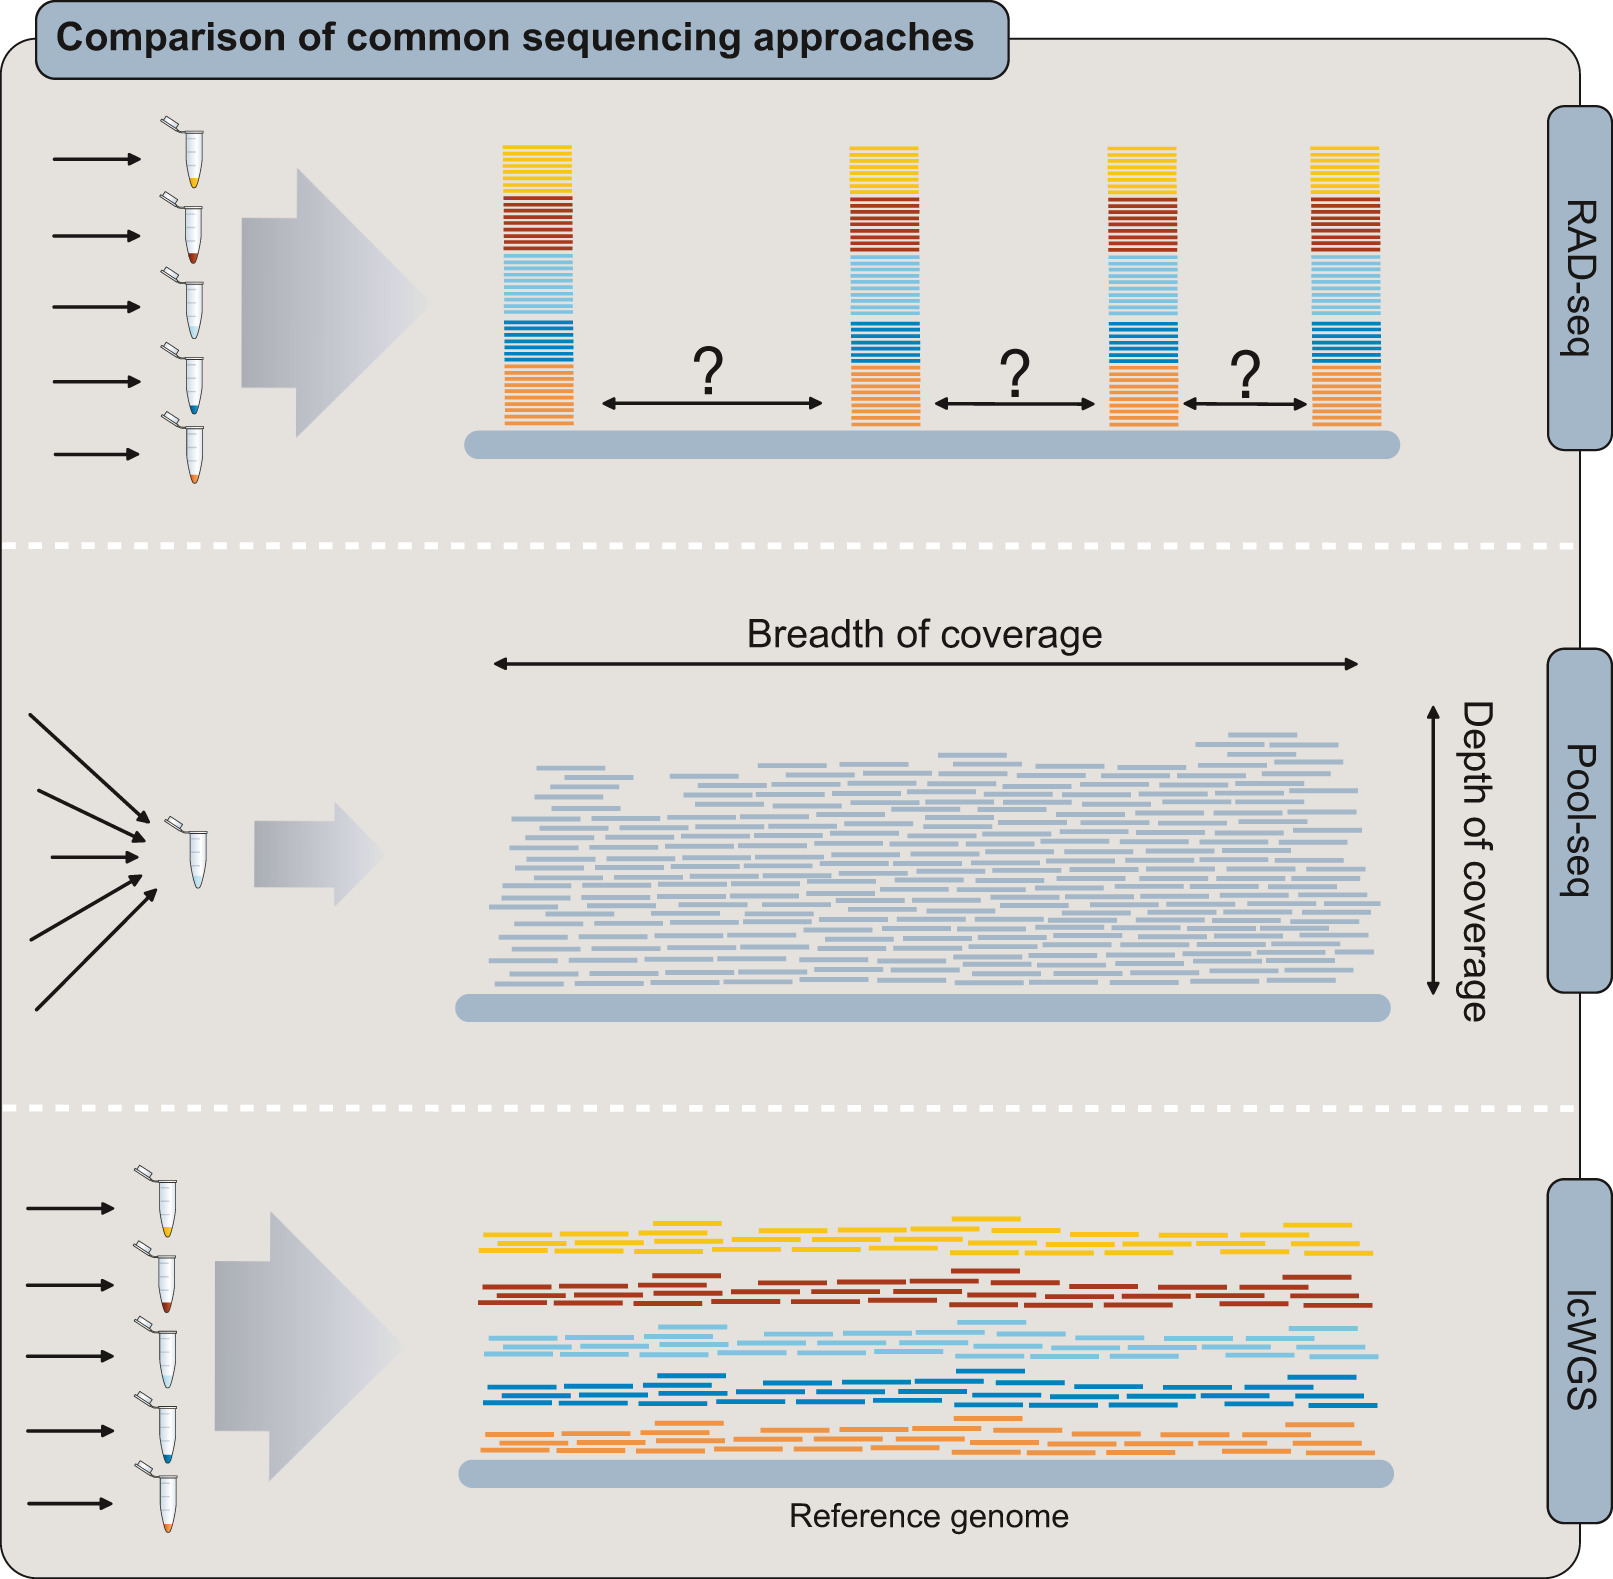 Comparison of common sequencing approaches
RAD-seq
?
?
?
Breadth of coverage
Depth of coverage
Pool-seq
lcWGS
Reference genome